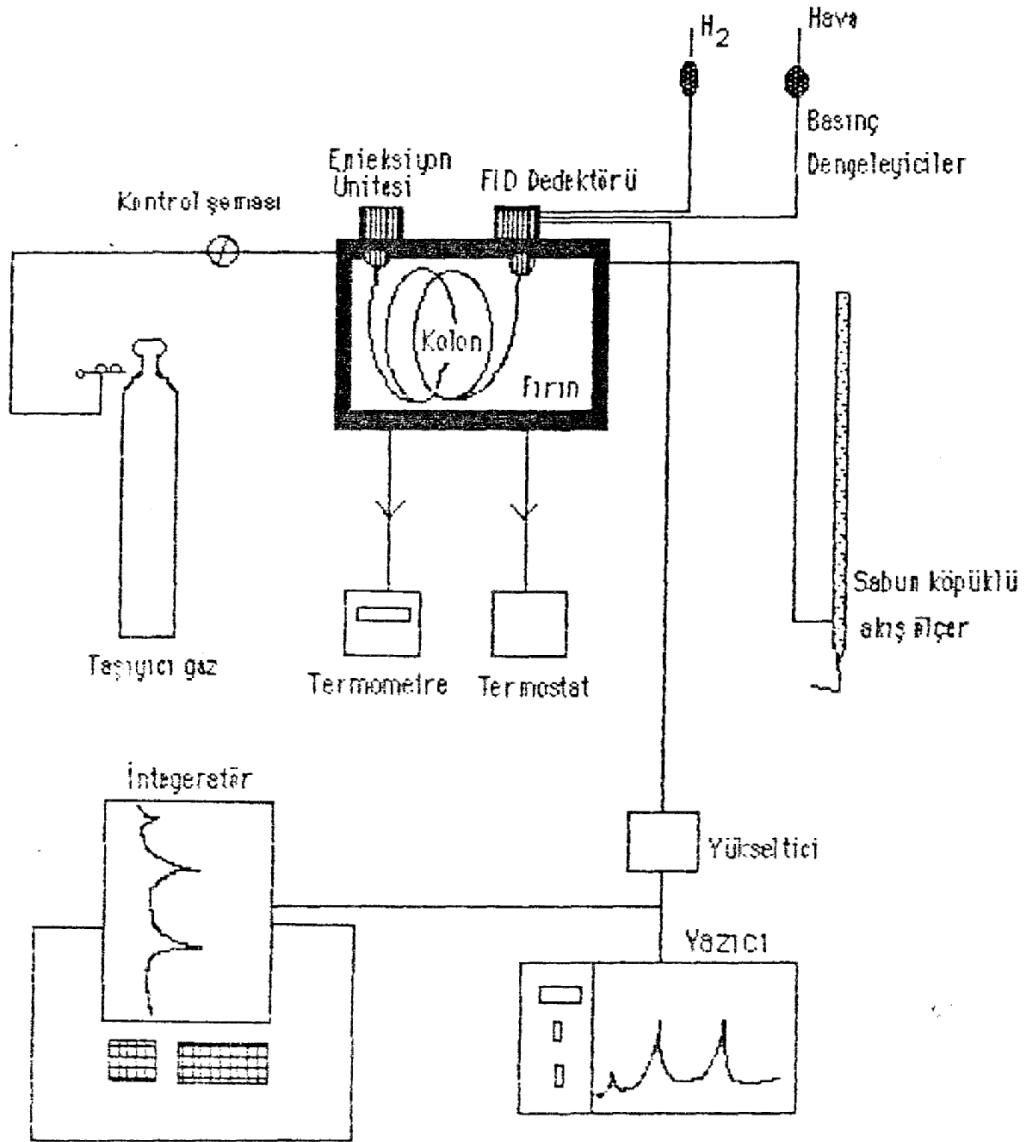 H2
Hava
Basınç
Dengeleyiciler
Enjeksiyon
Ünitesi
FID Dedektörü
Kontrol şeması
Kolon
Fırın
Taşıyıcı gaz
Termometre
Termostat
Sabun köpüklü
akış ölçer
İntegeratör
Yükseltici
Yazıcı